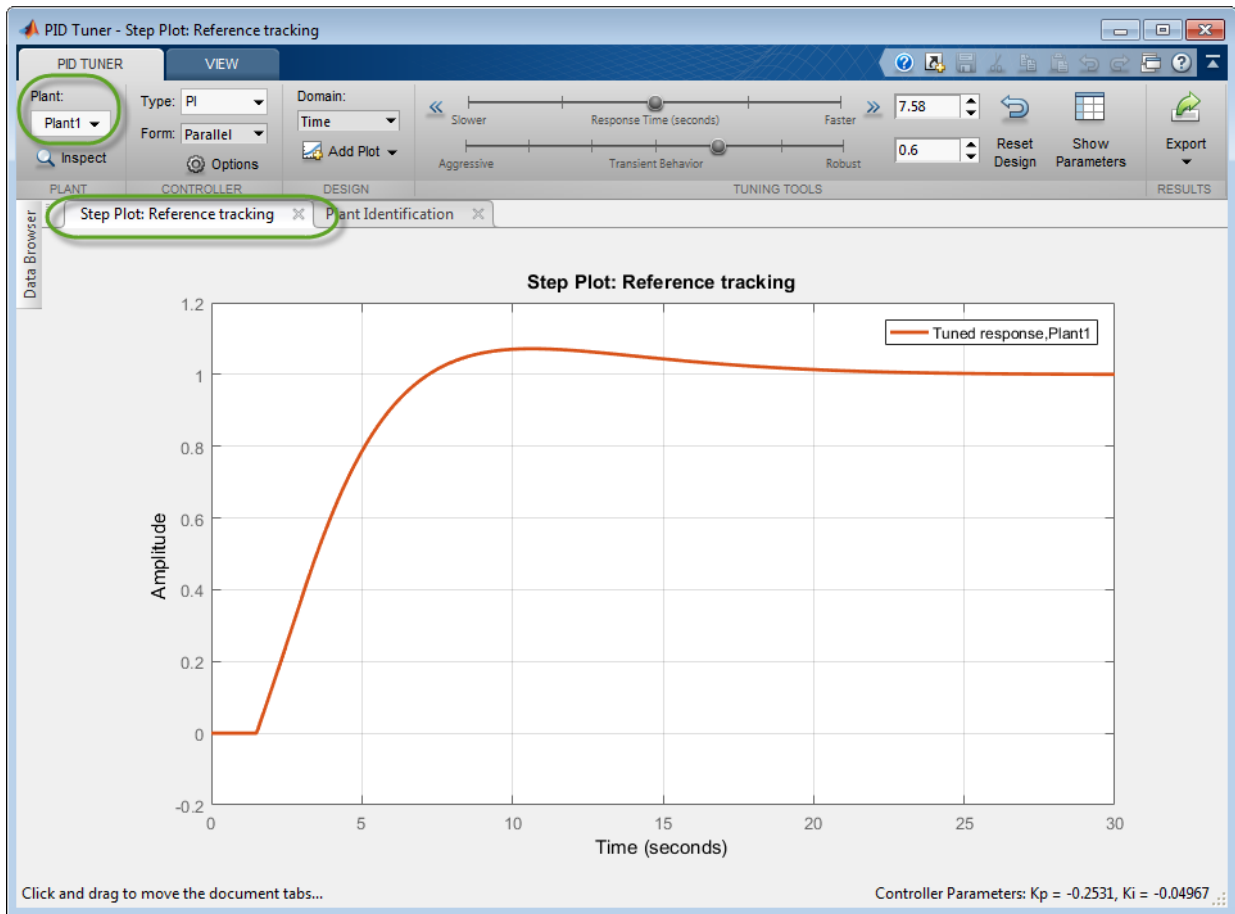 PID Tuner - Step Plot: Reference tracking
PID TUNER VIEW
Plant: Type: PI Domain:
Plant1 Form: Parallel Time
Inspect Options Add Plot
Slower Response Time (seconds) Faster 7.58
Aggressive Transient Behavior Robust 0.6
Reset Design Show Parameters Export
PLANT CONTROLLER DESIGN TUNING TOOLS RESULTS
Data Browser
Step Plot: Reference tracking Plant Identification
Step Plot: Reference tracking
Tuned response,Plant1
1.2
1
0.8
0.6
0.4
0.2
0
-0.2
Amplitude
0 5 10 15 20 25 30
Time (seconds)
Click and drag to move the document tabs... Controller Parameters: Kp = -0.2531, Ki = -0.04967